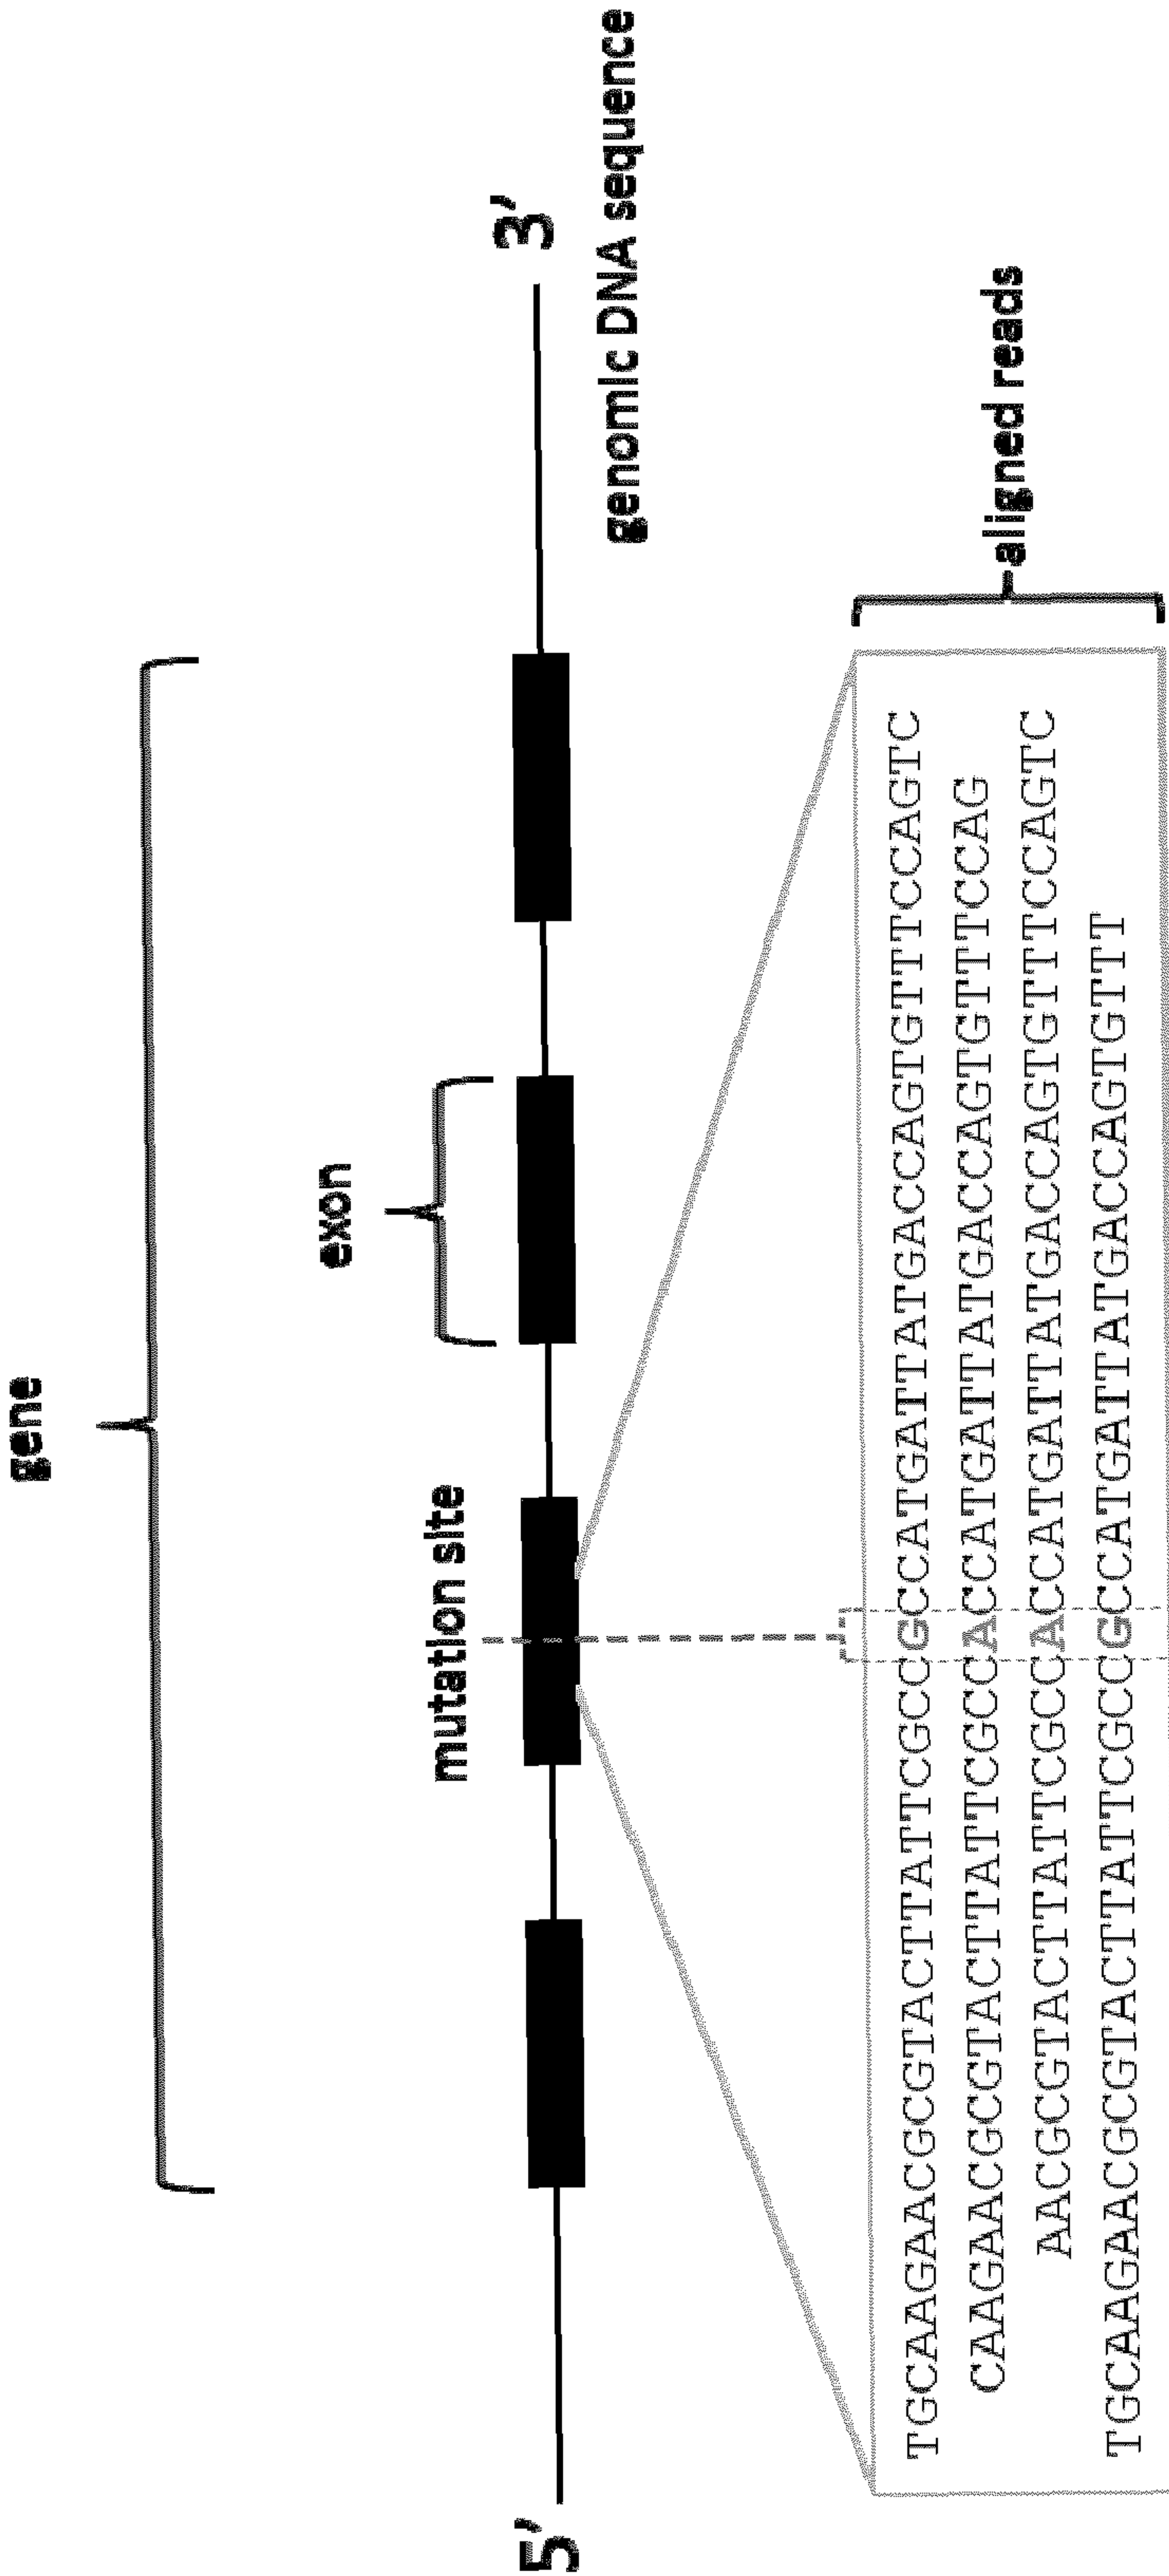 gene
exon
mutation site
5' 3'
genomic DNA sequence
TGCAAGAACGCGTACTTATTCGCCGCCATGATTATGACCAGTGTTTCCAGTC
CAAGAACGCGTACTTATTCGCCACCATGATTATGACCAGTGTTTCCAG
AACGCGTACTTATTCGCCACCATGATTATGACCAGTGTTTCCAGTC
TGCAAGAACGCGTACTTATTCGCCGCCATGATTATGACCAGTGTTT
aligned reads